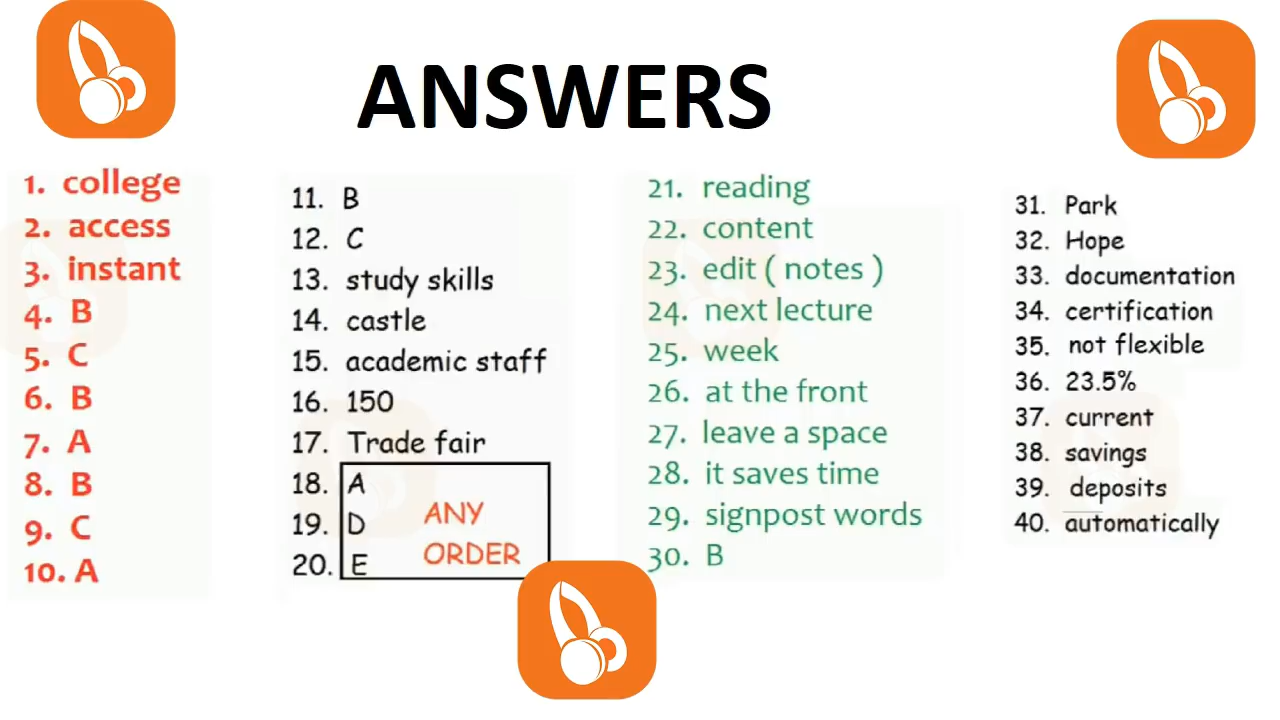 ANSWERS
1. college
2. access
3. instant
4. B
5. C
6. B
7. A
8. B
9. C
10. A
11. B
12. C
13. study skills
14. castle
15. academic staff
16. 150
17. Trade fair
18. A
19. D
20. E
ANY
ORDER
21. reading
22. content
23. edit ( notes )
24. next lecture
25. week
26. at the front
27. leave a space
28. it saves time
29. signpost words
30. B
31. Park
32. Hope
33. documentation
34. certification
35. not flexible
36. 23.5%
37. current
38. savings
39. deposits
40. automatically